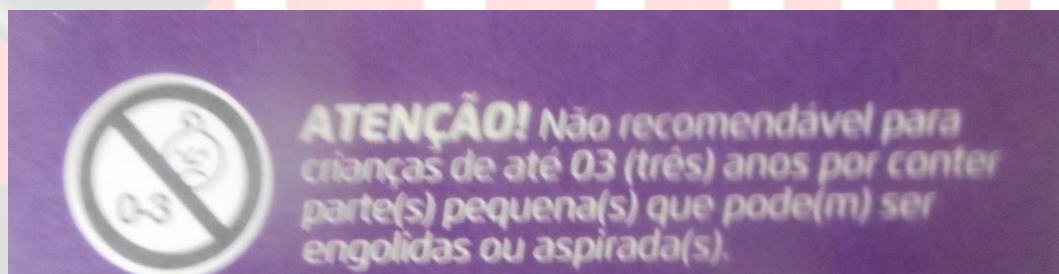 ATENÇÃO! Não recomendável para
crianças de até 03 (três) anos por conter
parte(s) pequena(s) que pode(m) ser
engolidas ou aspirada(s).
0-3